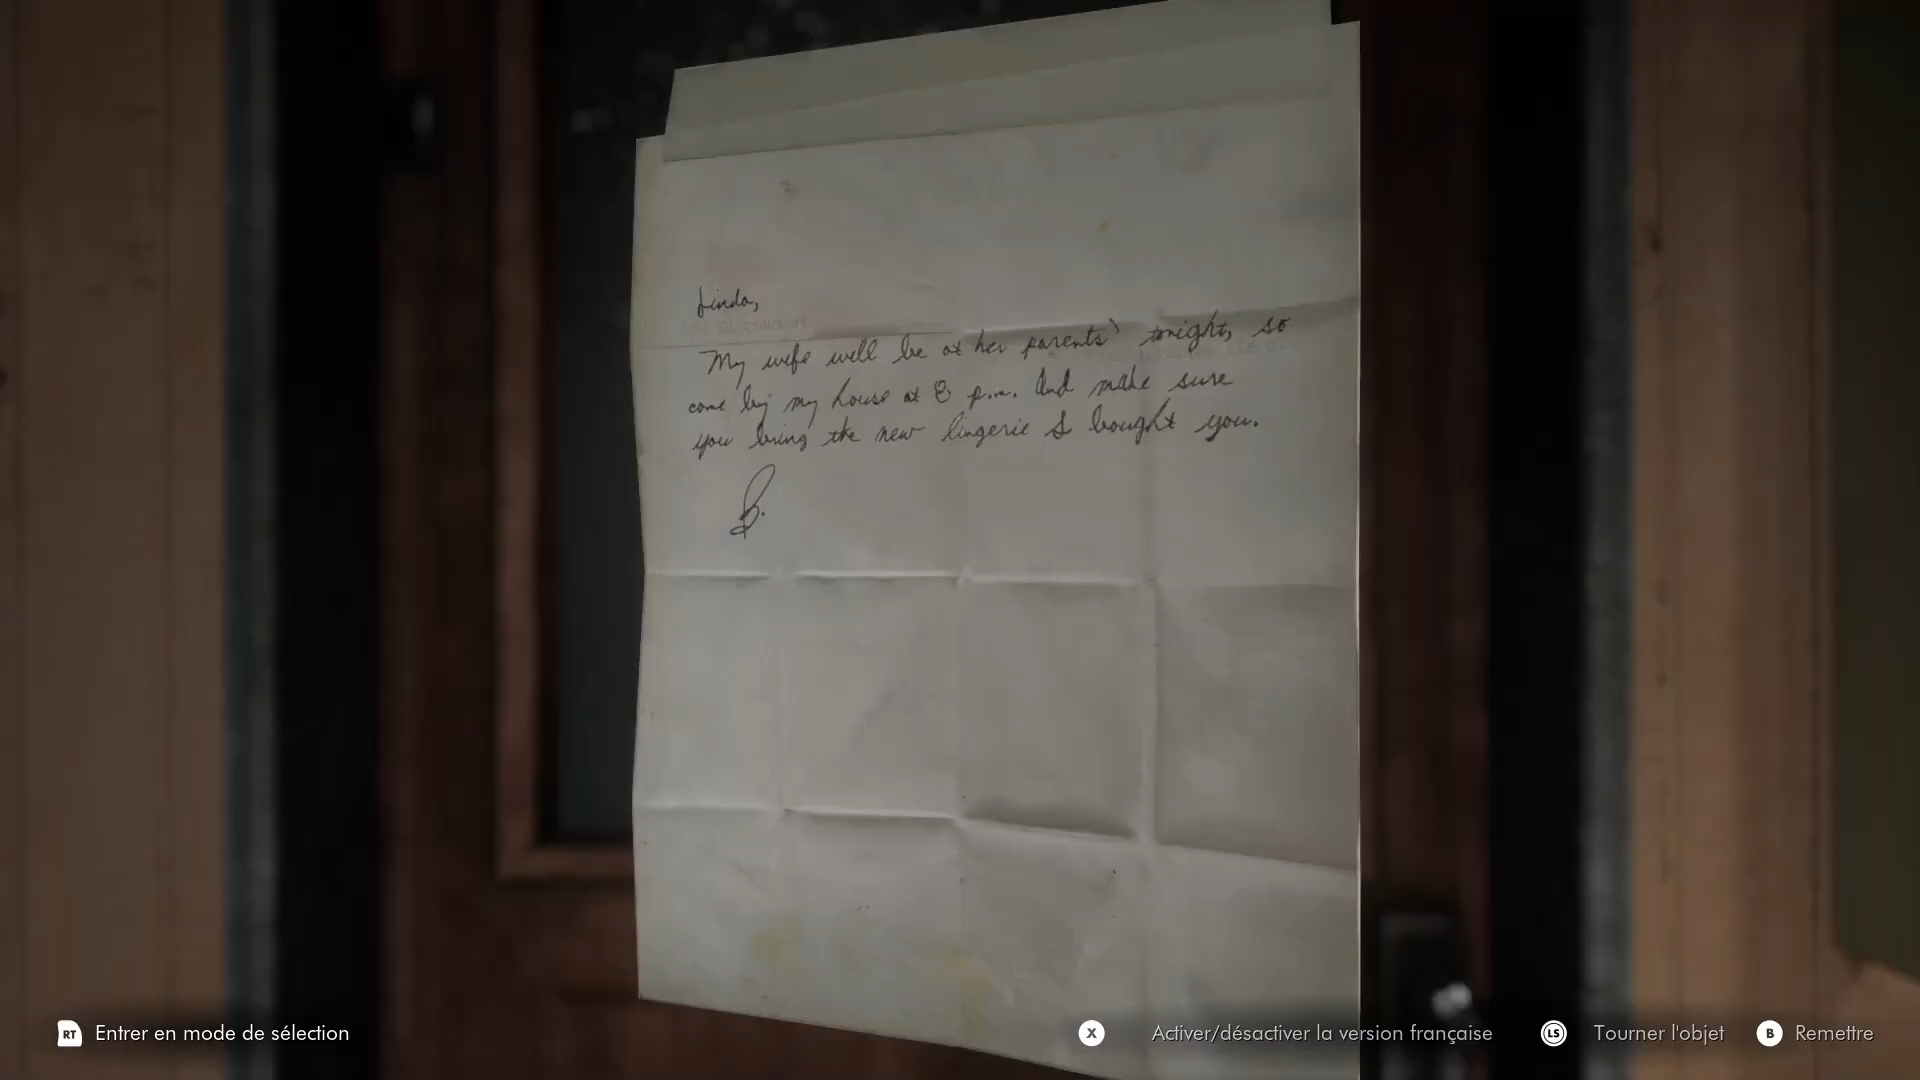 Linda,
My wife will be at her parents' tonight, so
come by my house at 8 p.m. And make sure
you bring the new lingerie I bought you.
B.
RT Entrer en mode de sélection
X Activer/désactiver la version française LS Tourner l'objet B Remettre